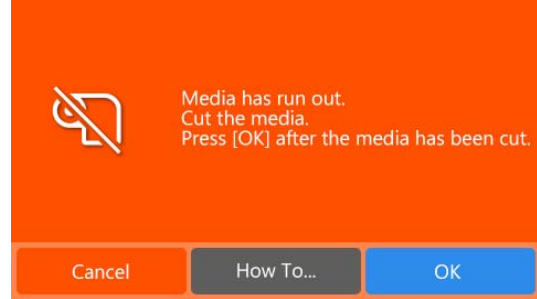 Media has run out.
Cut the media.
Press [OK] after the media has been cut.
Cancel
How To...
OK